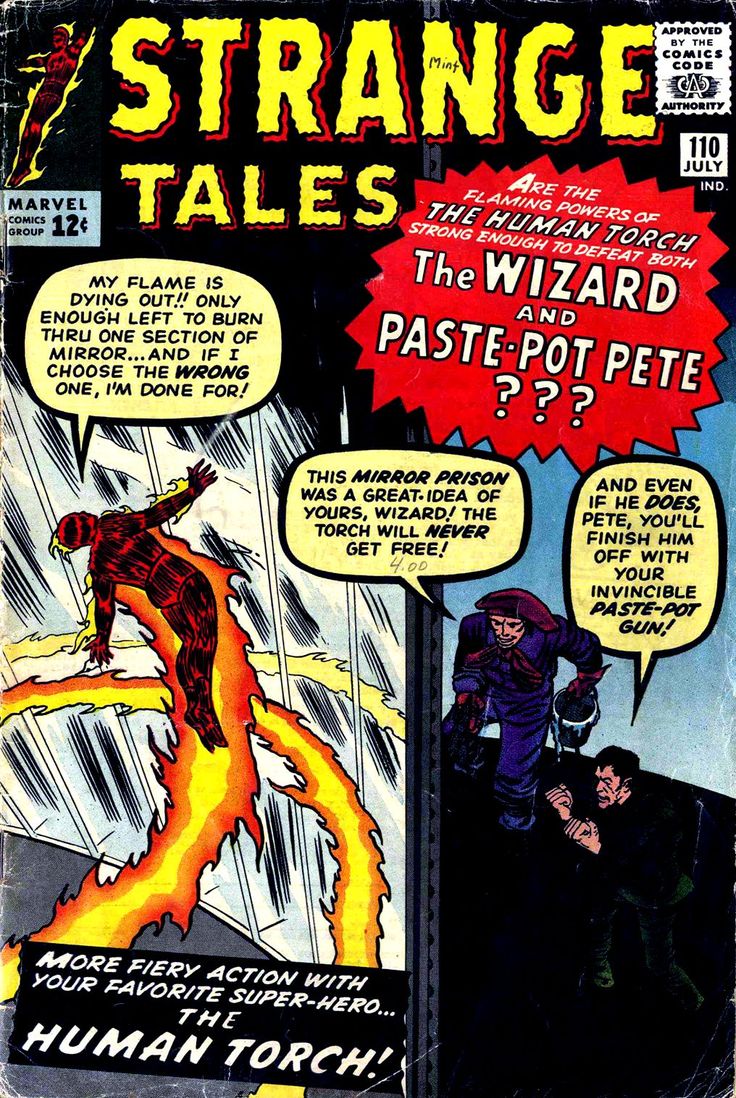 STRANGE
TALES
Mint
APPROVED
BY THE
COMICS
CODE
CA
AUTHORITY
110
JULY
IND.
MARVEL
COMICS
GROUP 12¢
ARE THE
FLAMING POWERS OF
THE HUMAN TORCH
STRONG ENOUGH TO DEFEAT BOTH
The WIZARD
AND
PASTE-POT PETE
???
MY FLAME IS
DYING OUT!! ONLY
ENOUGH LEFT TO BURN
THRU ONE SECTION OF
MIRROR...AND IF I
CHOOSE THE WRONG
ONE, I'M DONE FOR!
THIS MIRROR PRISON
WAS A GREAT IDEA OF
YOURS, WIZARD! THE
TORCH WILL NEVER
GET FREE!
4.00
AND EVEN
IF HE DOES,
PETE, YOU'LL
FINISH HIM
OFF WITH
YOUR
INVINCIBLE
PASTE-POT
GUN!
MORE FIERY ACTION WITH
YOUR FAVORITE SUPER-HERO...
THE
HUMAN TORCH!